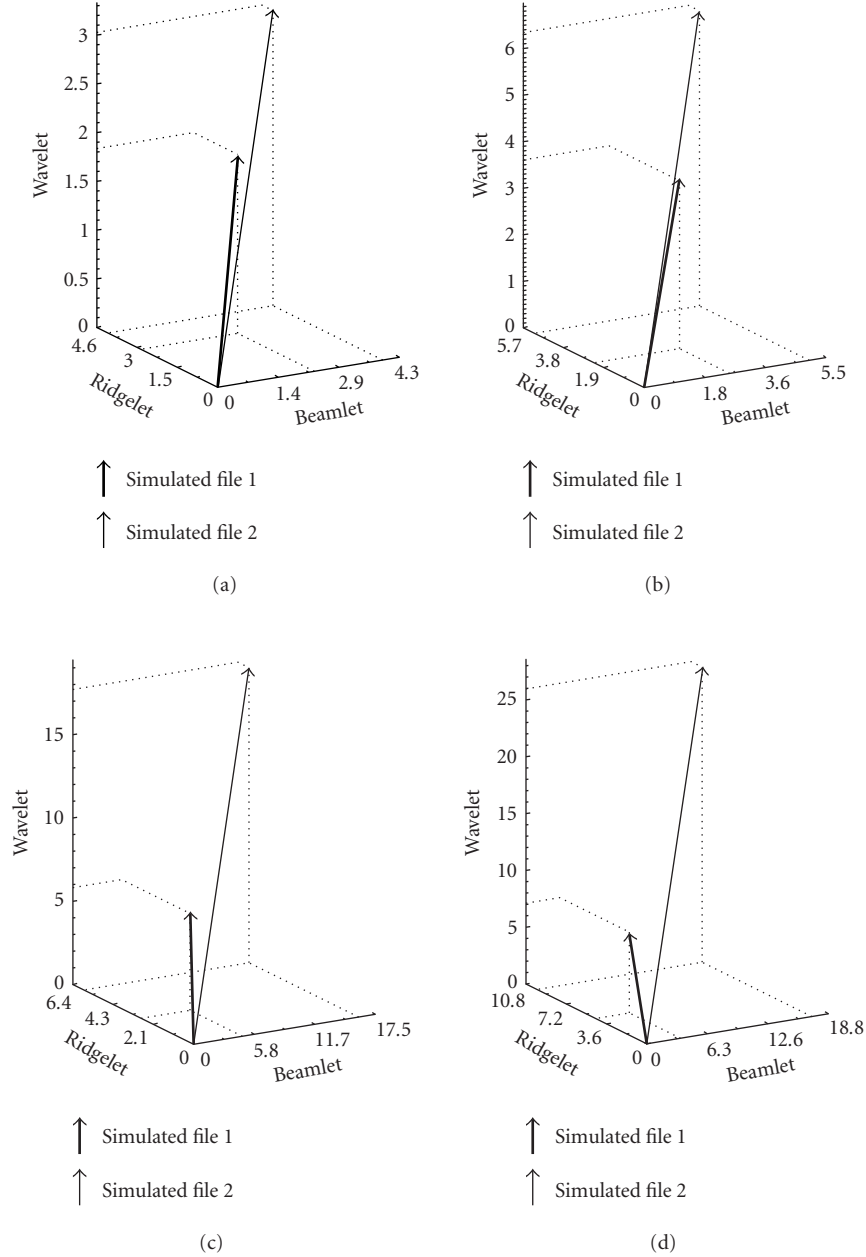 3
2.5
2
1.5
1
0.5
0
Wavelet
4.6
3
1.5
0
Ridgelet
0
1.4
2.9
4.3
Beamlet
Simulated file 1
Simulated file 2
(a)
6
5
4
3
2
1
0
Wavelet
5.7
3.8
1.9
0
Ridgelet
0
1.8
3.6
5.5
Beamlet
Simulated file 1
Simulated file 2
(b)
15
10
5
0
Wavelet
6.4
4.3
2.1
0
Ridgelet
0
5.8
11.7
17.5
Beamlet
Simulated file 1
Simulated file 2
(c)
25
20
15
10
5
0
Wavelet
10.8
7.2
3.6
0
Ridgelet
0
6.3
12.6
18.8
Beamlet
Simulated file 1
Simulated file 2
(d)